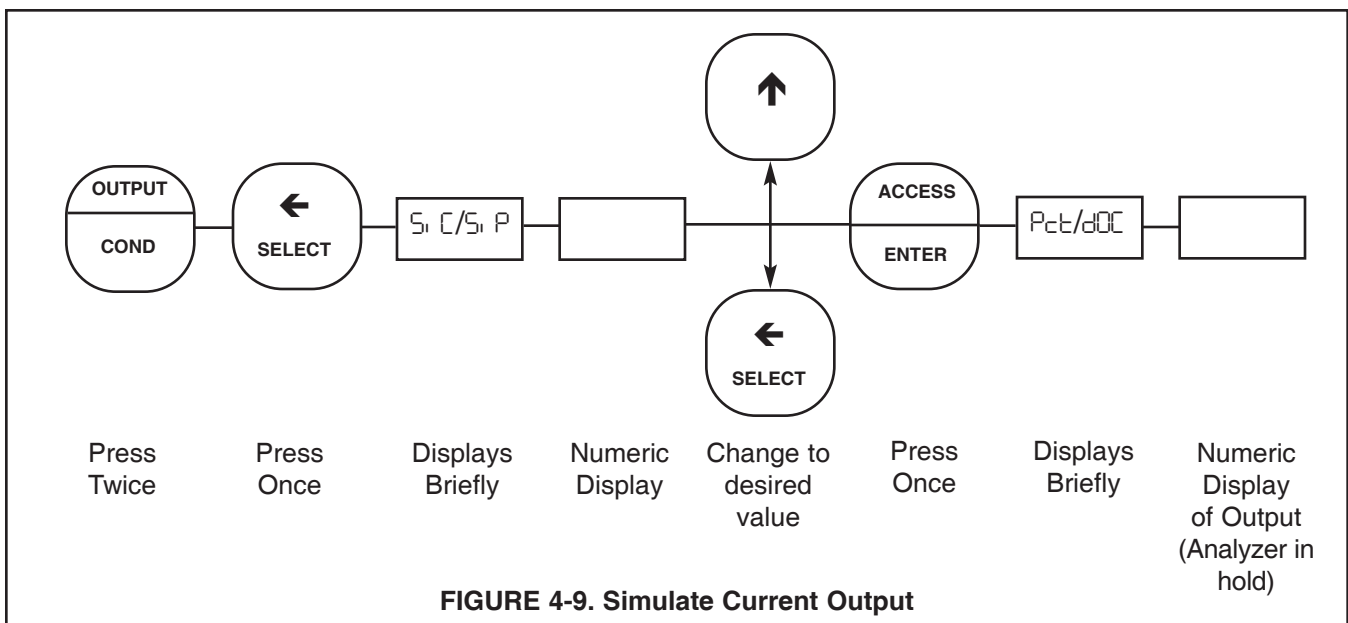 ↑
OUTPUT
COND
←
SELECT
Si C/Si P
ACCESS
ENTER
Pct/dOC
←
SELECT
Press
Twice
Press
Once
Displays
Briefly
Numeric
Display
Change to
desired
value
Press
Once
Displays
Briefly
Numeric
Display
of Output
(Analyzer in
hold)
FIGURE 4-9. Simulate Current Output